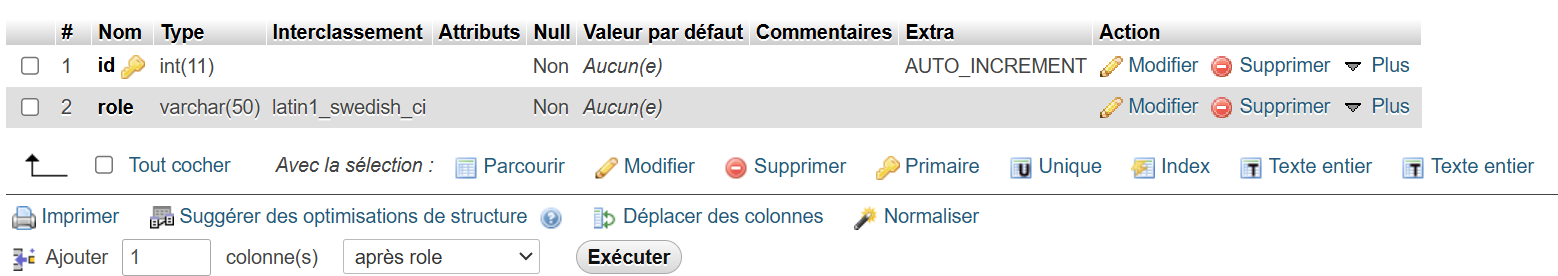 # Nom Type Interclassement Attributs Null Valeur par défaut Commentaires Extra Action
1 id int(11) Non Aucun(e) AUTO_INCREMENT Modifier Supprimer Plus
2 role varchar(50) latin1_swedish_ci Non Aucun(e) Modifier Supprimer Plus
Tout cocher Avec la sélection : Parcourir Modifier Supprimer Primaire Unique Index Texte entier Texte entier
Imprimer Suggérer des optimisations de structure Déplacer des colonnes Normaliser
Ajouter 1 colonne(s) après role Exécuter